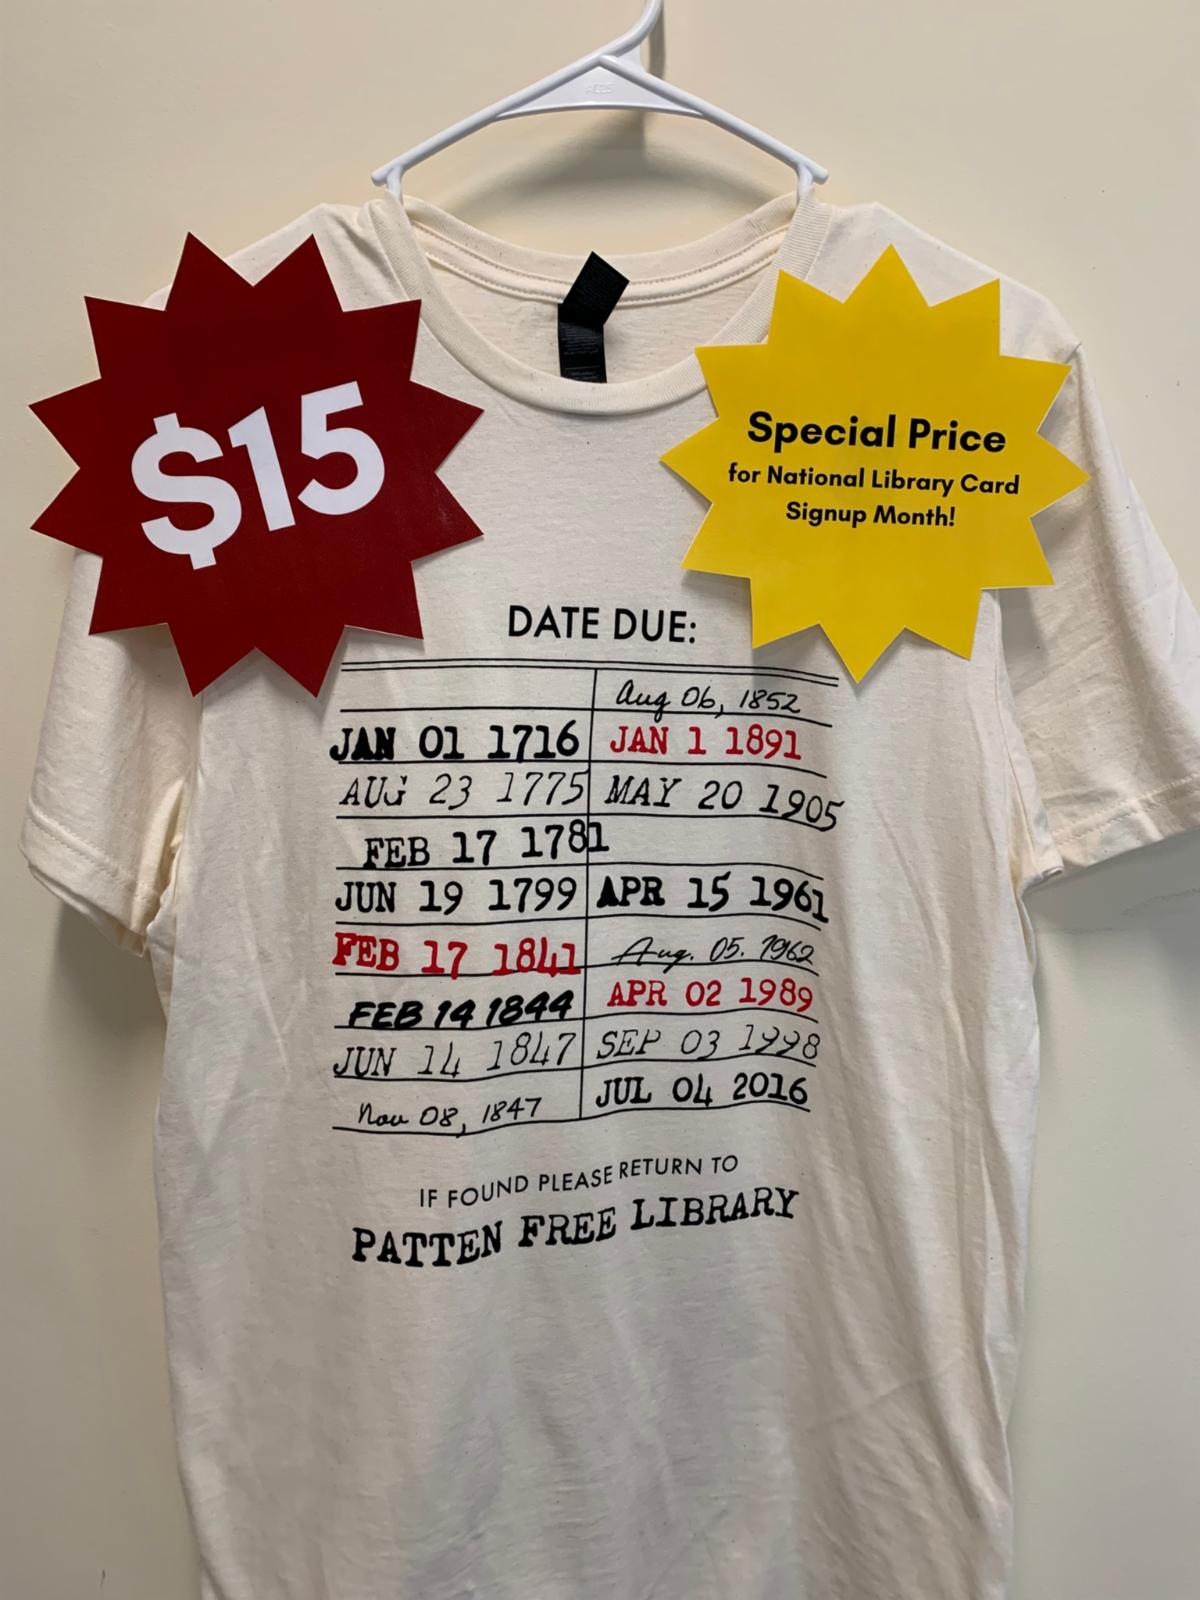 $15
Special Price
for National Library Card
Signup Month!
DATE DUE:
Aug 06, 1852
JAN 01 1716 JAN 1 1891
AUG 23 1775 MAY 20 1905
FEB 17 1781
JUN 19 1799 APR 15 1961
FEB 17 1841 Aug. 05. 1962
FEB 14 1844 APR 02 1989
JUN 14 1847 SEP 03 1998
Nov 08, 1847 JUL 04 2016
IF FOUND PLEASE RETURN TO
PATTEN FREE LIBRARY